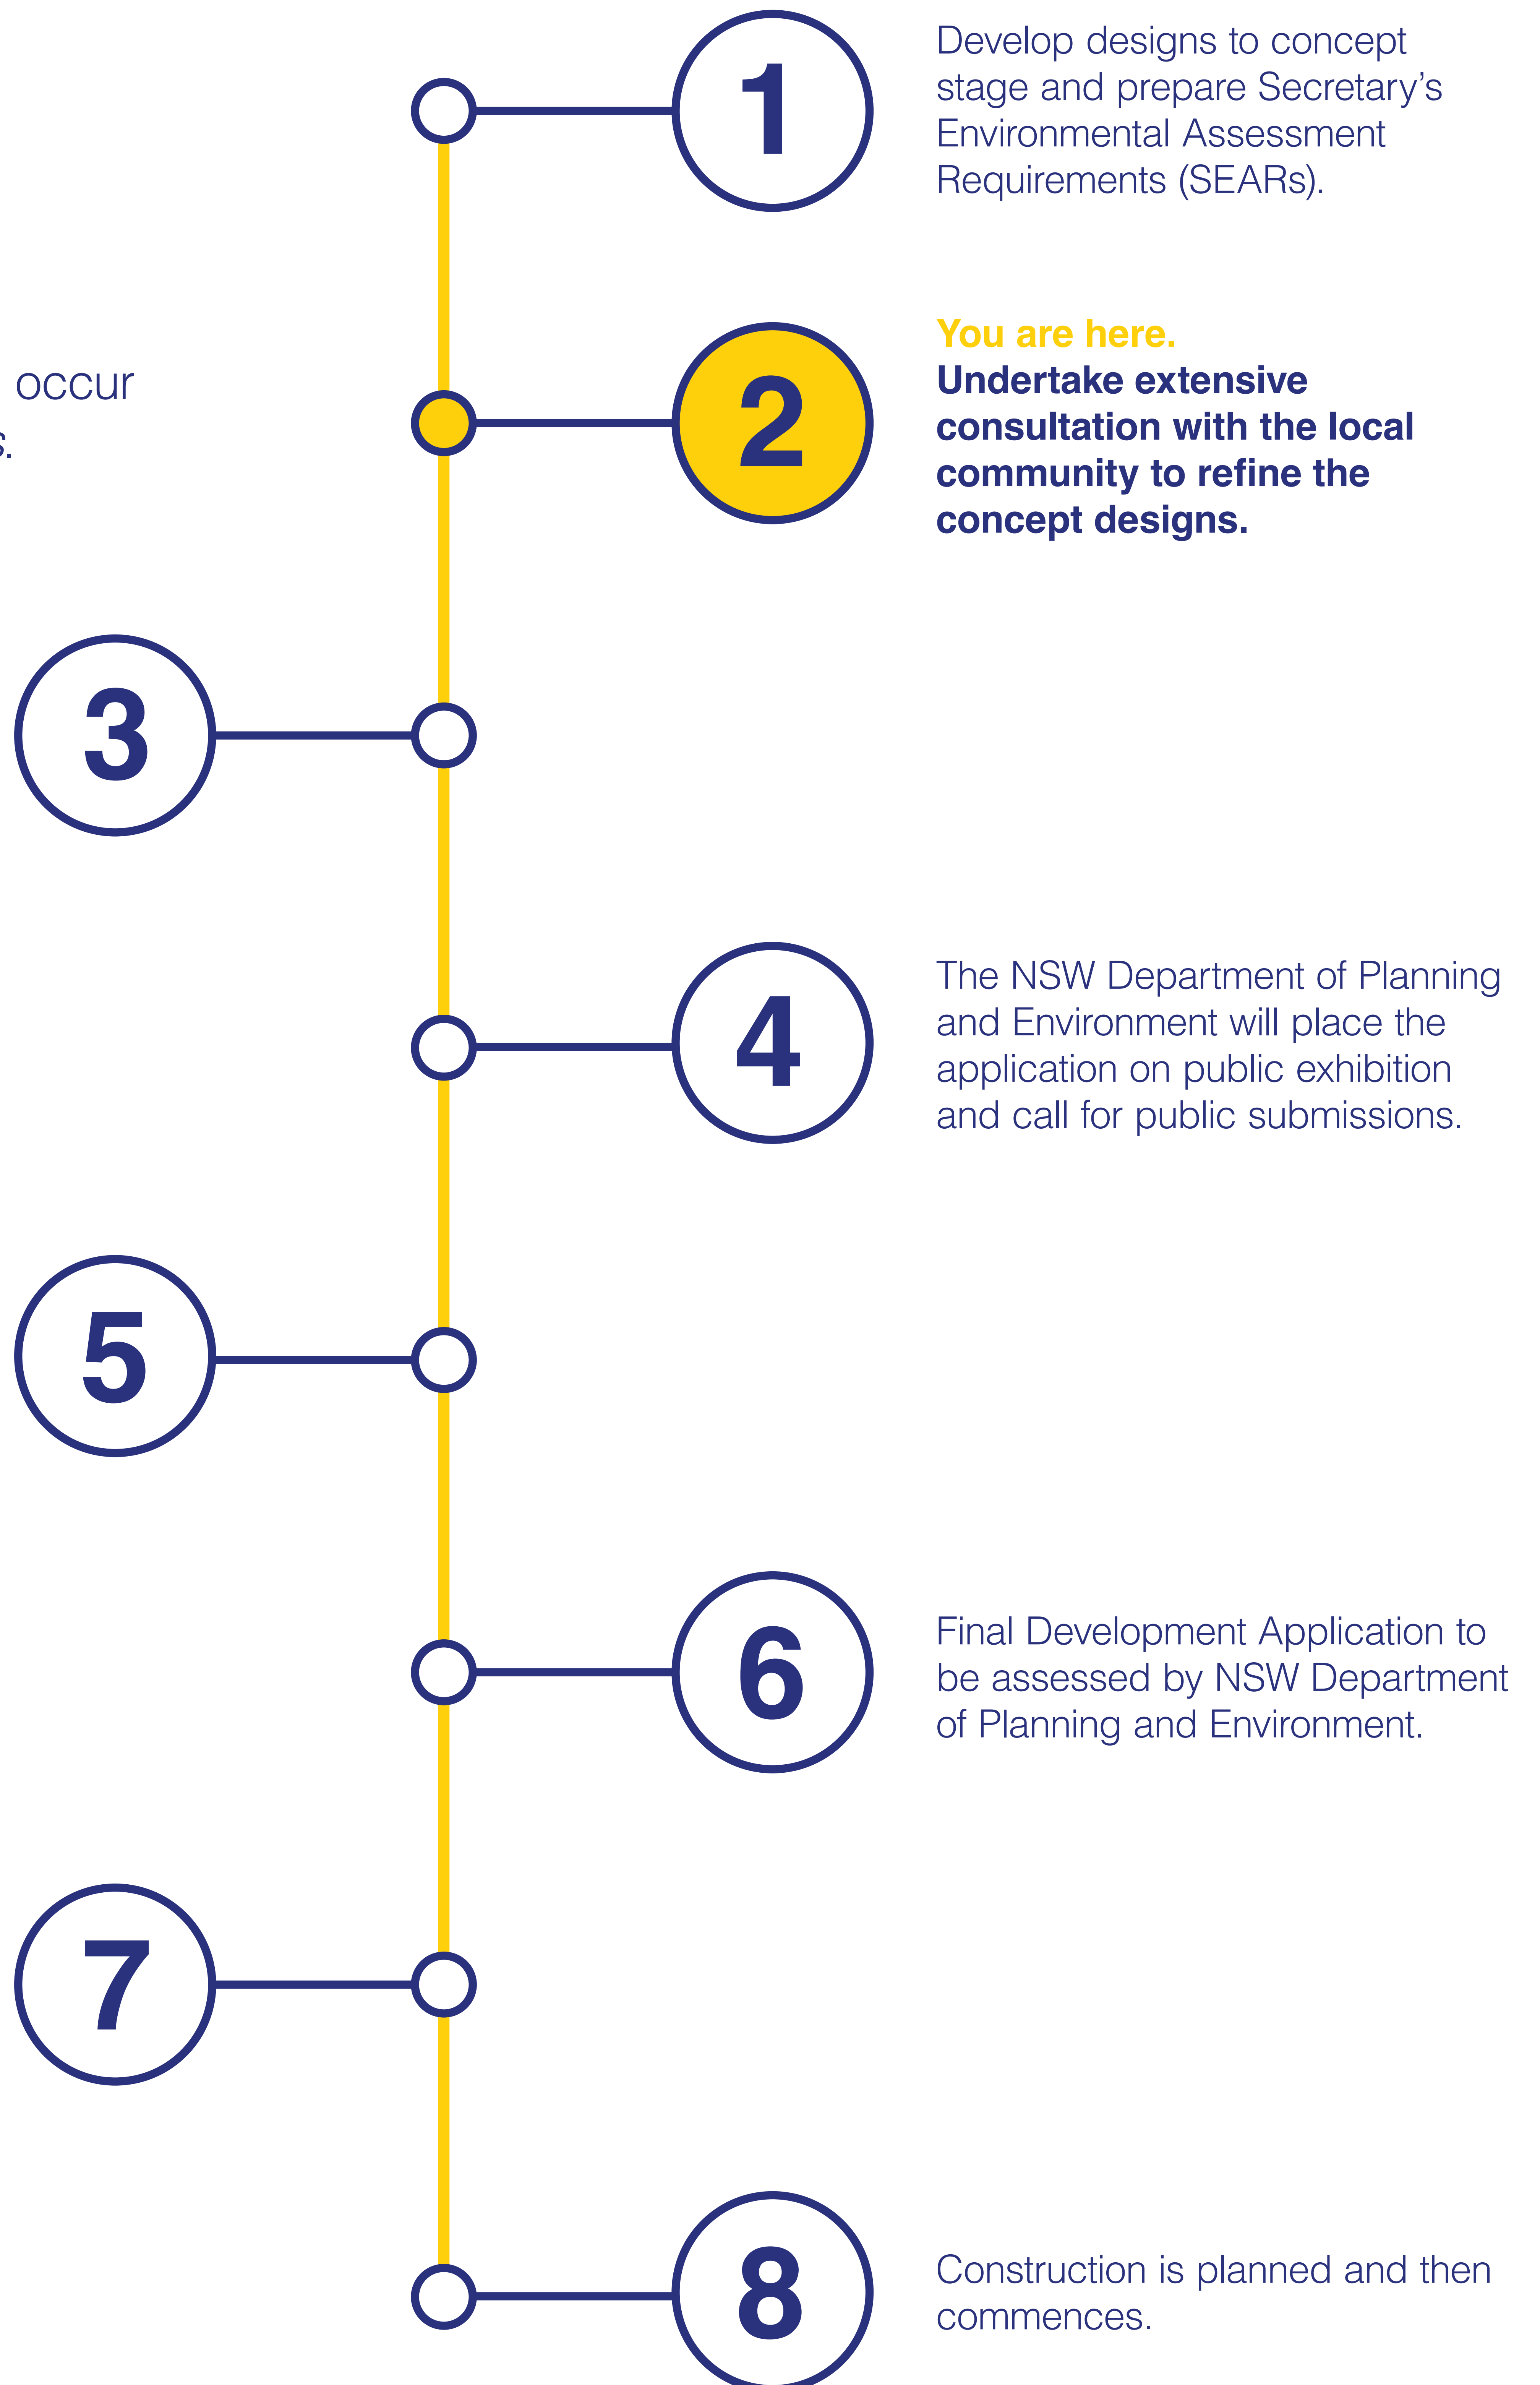 1
Develop designs to concept
stage and prepare Secretary’s
Environmental Assessment
Requirements (SEARs).
occur
s.
2
You are here.
Undertake extensive
consultation with the local
community to refine the
concept designs.
3
4
The NSW Department of Planning
and Environment will place the
application on public exhibition
and call for public submissions.
5
6
Final Development Application to
be assessed by NSW Department
of Planning and Environment.
7
8
Construction is planned and then
commences.